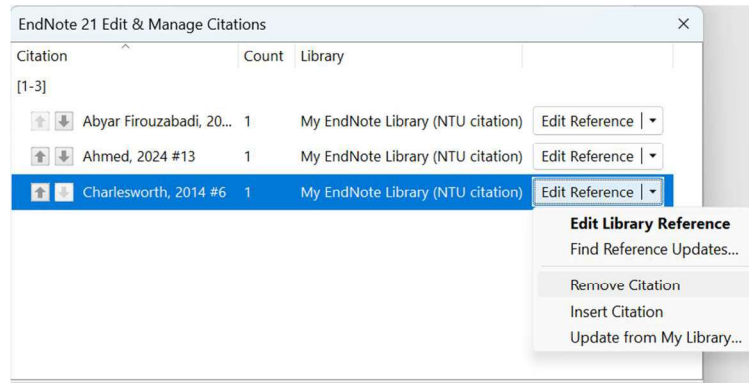 EndNote 21 Edit & Manage Citations
Citation Count Library
[1-3]
Abyar Firouzabadi, 20... 1 My EndNote Library (NTU citation) Edit Reference
Ahmed, 2024 #13 1 My EndNote Library (NTU citation) Edit Reference
Charlesworth, 2014 #6 1 My EndNote Library (NTU citation) Edit Reference
Edit Library Reference
Find Reference Updates...
Remove Citation
Insert Citation
Update from My Library...